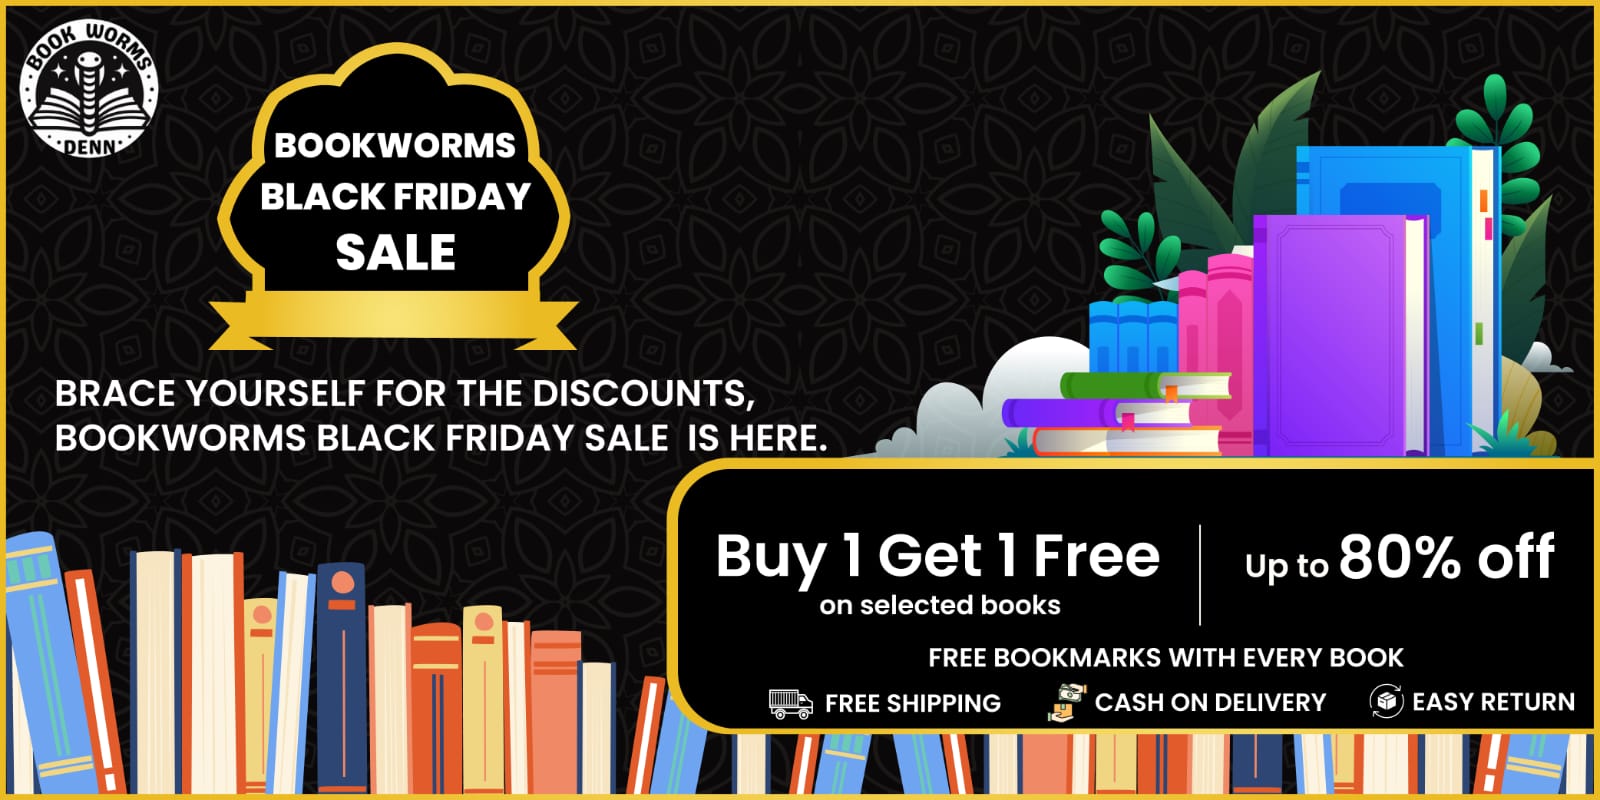 BOOK WORMS
DENN
BOOKWORMS
BLACK FRIDAY
SALE
BRACE YOURSELF FOR THE DISCOUNTS,
BOOKWORMS BLACK FRIDAY SALE IS HERE.
Buy 1 Get 1 Free
on selected books
Up to 80% off
FREE BOOKMARKS WITH EVERY BOOK
FREE SHIPPING
CASH ON DELIVERY
EASY RETURN